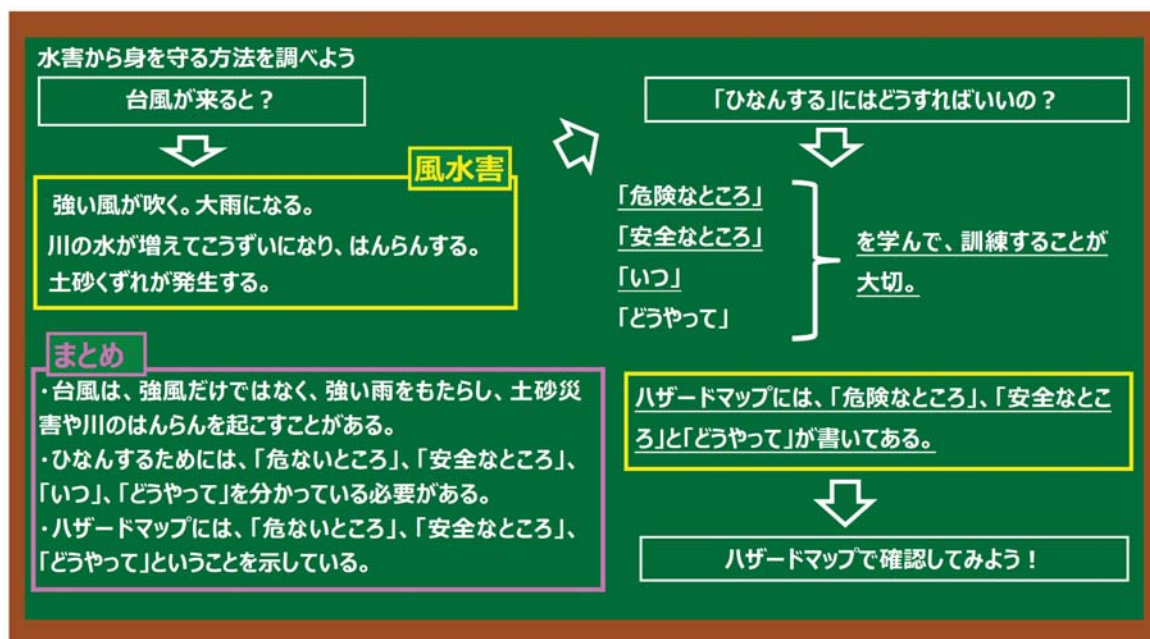 水害から身を守る方法を調べよう
台風が来ると？
風水害
強い風が吹く。大雨になる。
川の水が増えてこうずいになり、はんらんする。
土砂くずれが発生する。
「ひなんする」にはどうすればいいの？
「危険なところ」
「安全なところ」
「いつ」
「どうやって」
を学んで、訓練することが
大切。
ハザードマップには、「危険なところ」、「安全なとこ
ろ」と「どうやって」が書いてある。
ハザードマップで確認してみよう！
まとめ
・台風は、強風だけではなく、強い雨をもたらし、土砂災
害や川のはんらんを起こすことがある。
・ひなんするためには、「危ないところ」、「安全なところ」、
「いつ」、「どうやって」を分かっている必要がある。
・ハザードマップには、「危ないところ」、「安全なところ」、
「どうやって」ということを示している。